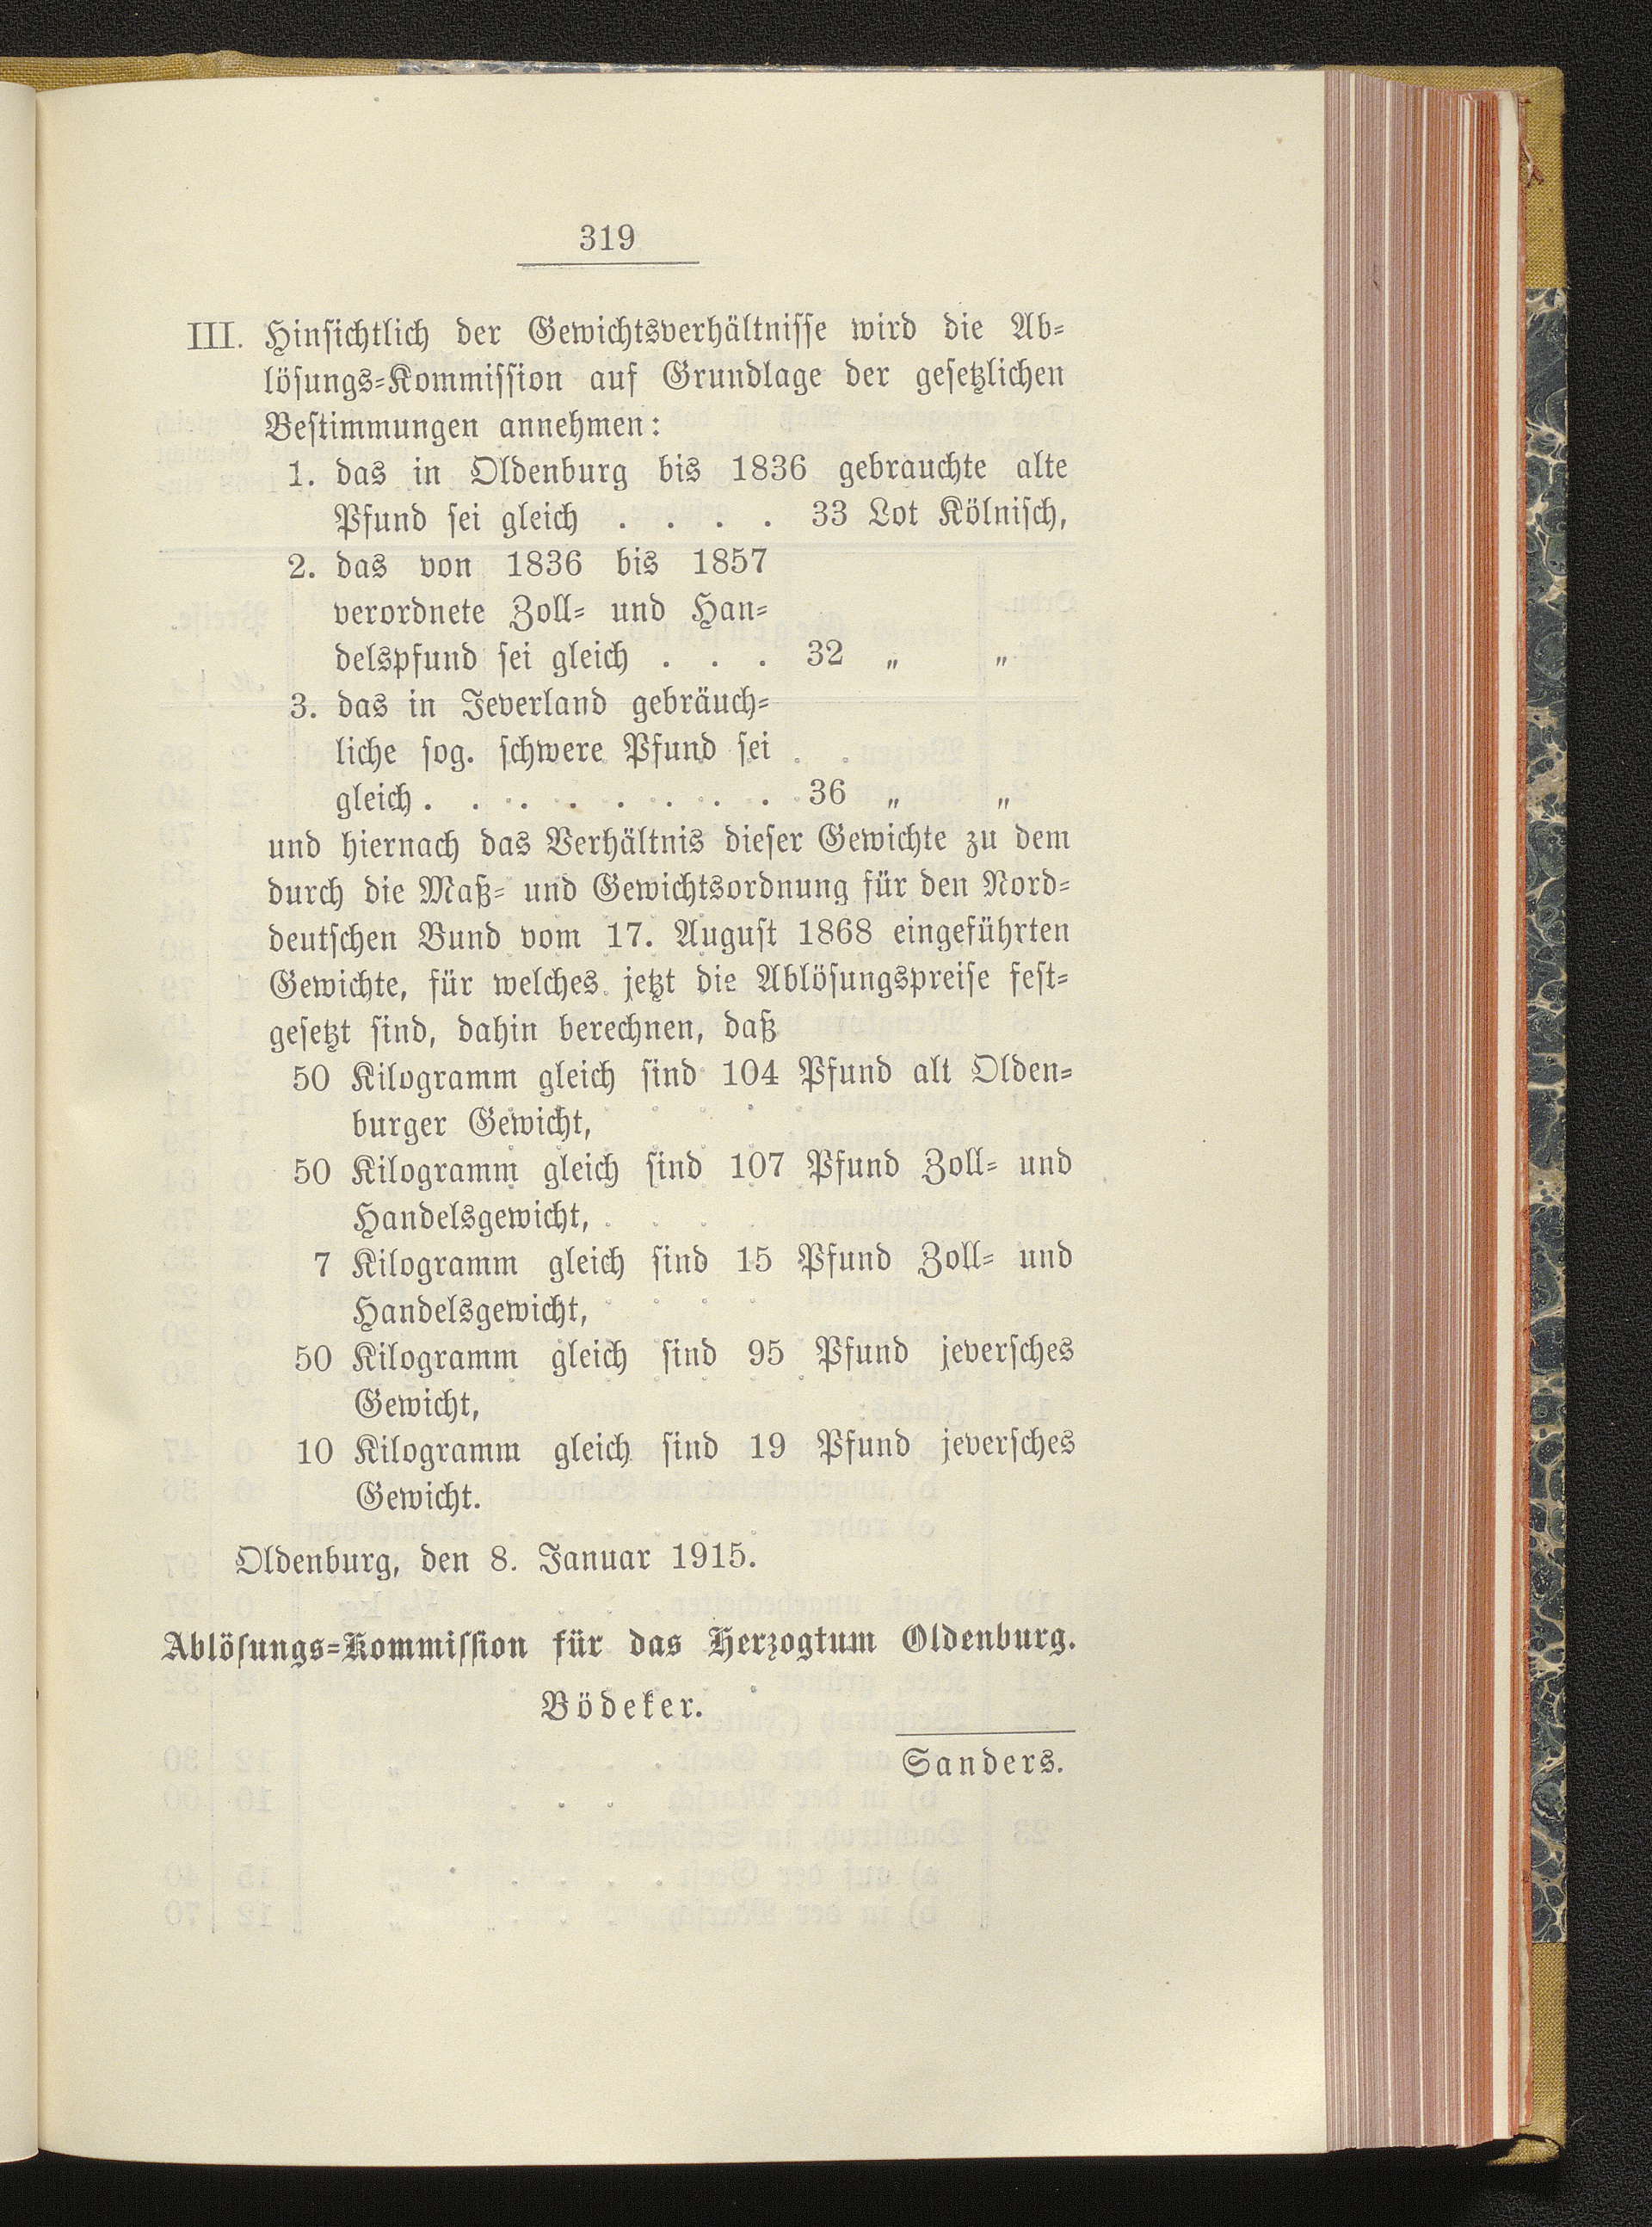 319
III. Hinsichtlich der Gewichtsverhältnisse wird die Ab-
lösungs-Kommission auf Grundlage der gesetzlichen
Bestimmungen annehmen:
1. das in Oldenburg bis 1836 gebrauchte alte
Pfund sei gleich . . . . 33 Lot Kölnisch,
2. das von 1836 bis 1857
verordnete Zoll- und Han-
delspfund sei gleich . . . 32 „ „
3. das in Jeverland gebräuch-
liche sog. schwere Pfund sei
gleich . . . . . . . . 36 „ „
und hiernach das Verhältnis dieser Gewichte zu dem
durch die Maß- und Gewichtsordnung für den Nord-
deutschen Bund vom 17. August 1868 eingeführten
Gewichte, für welches jetzt die Ablösungspreise fest-
gesetzt sind, dahin berechnen, daß
50 Kilogramm gleich sind 104 Pfund alt Olden-
burger Gewicht,
50 Kilogramm gleich sind 107 Pfund Zoll- und
Handelsgewicht,
7 Kilogramm gleich sind 15 Pfund Zoll- und
Handelsgewicht,
50 Kilogramm gleich sind 95 Pfund jeversches
Gewicht,
10 Kilogramm gleich sind 19 Pfund jeversches
Gewicht.
Oldenburg, den 8. Januar 1915.
Ablösungs-Kommission für das Herzogtum Oldenburg.
Bödeker.
Sanders.